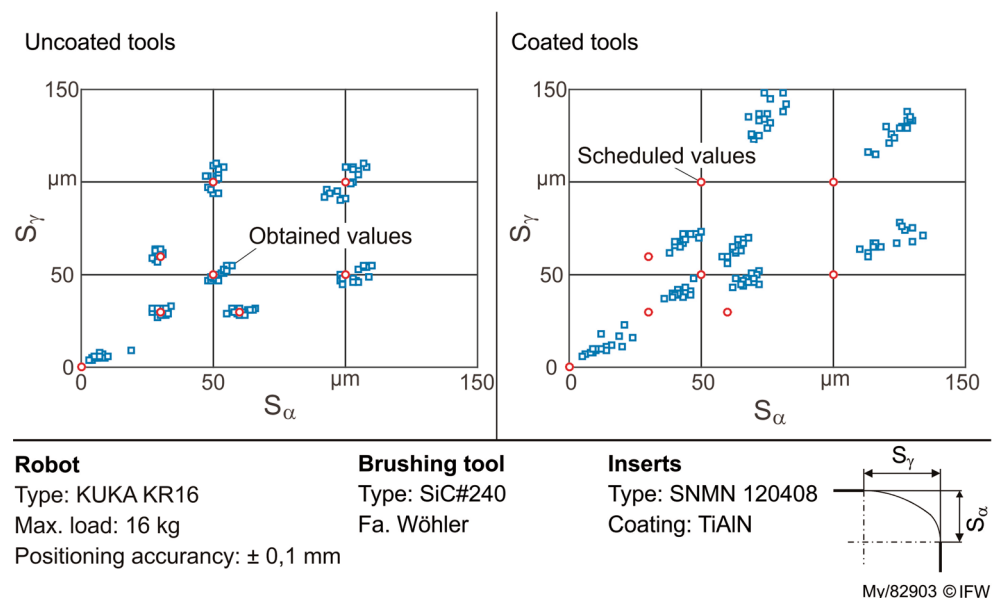 Uncoated tools
150
µm
Sγ
50
0
0
50
µm
150
Sα
Obtained values
Coated tools
150
µm
Sγ
50
0
0
50
µm
150
Sα
Scheduled values
Robot
Type: KUKA KR16
Max. load: 16 kg
Positioning accurancy: ± 0,1 mm
Brushing tool
Type: SiC#240
Fa. Wöhler
Inserts
Type: SNMN 120408
Coating: TiAlN
Sγ
Sα
My/82903 © IFW